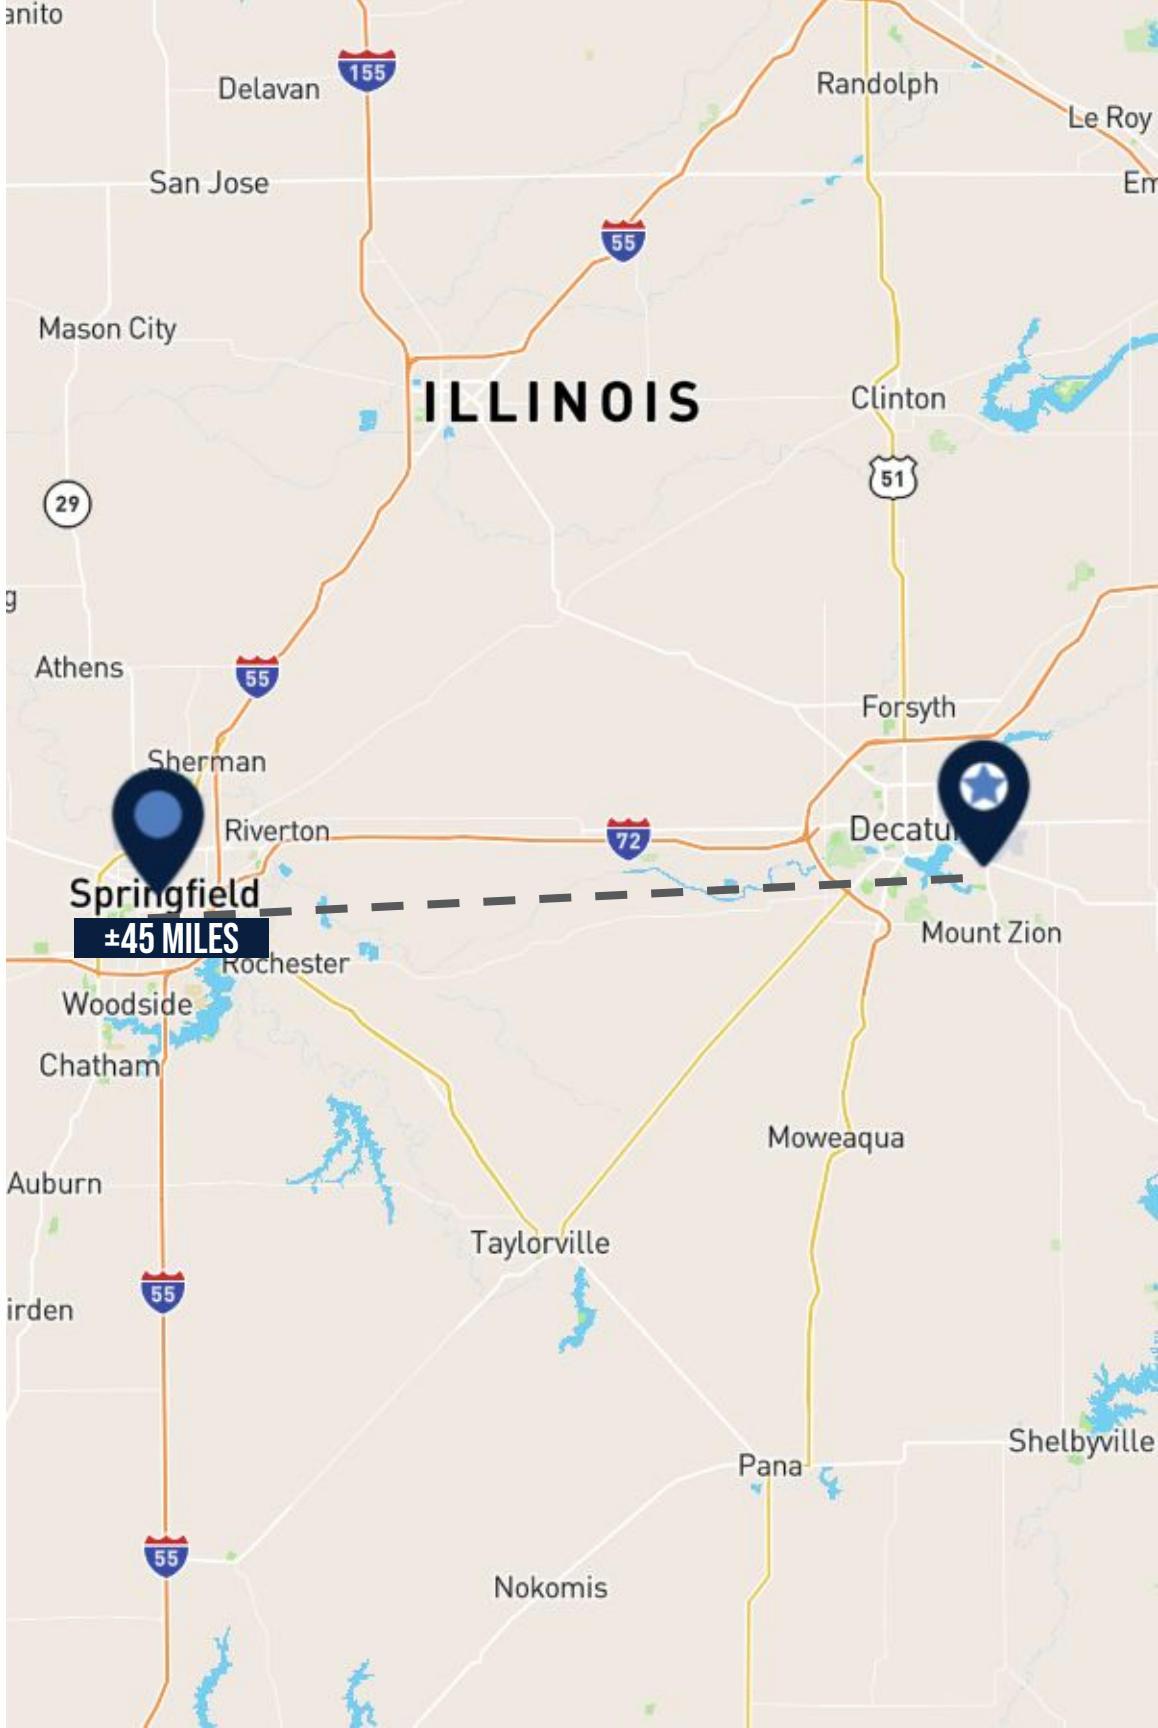 anito
155
Delavan
Randolph
Le Roy
San Jose
Em
55
Mason City
ILLINOIS
Clinton
51
29
g
Athens
55
Forsyth
Sherman
Riverton
72
Decatu
Springfield
±45 MILES
Mount Zion
Rochester
Woodside
Chatham
Moweaqua
Auburn
Taylorville
55
irden
Shelbyville
Pana
55
Nokomis